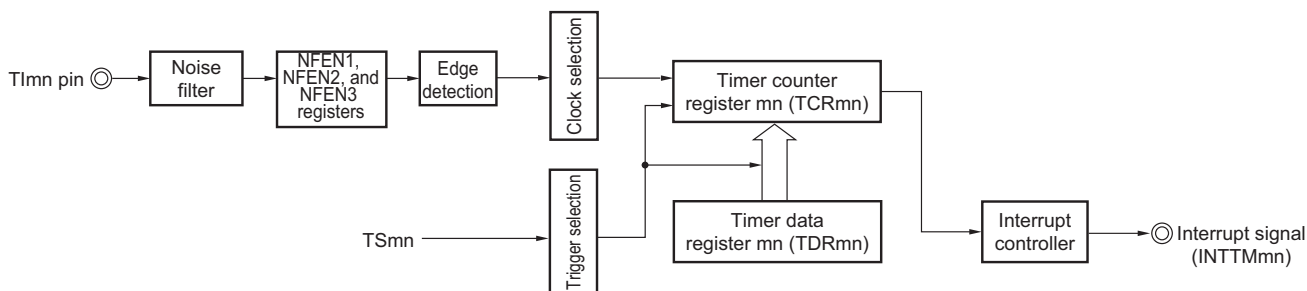 TImn pin
Noise
filter
NFEN1,
NFEN2, and
NFEN3
registers
Edge
detection
Clock selection
Timer counter
register mn (TCRmn)
TSmn
Trigger selection
Timer data
register mn (TDRmn)
Interrupt
controller
Interrupt signal
(INTTMmn)